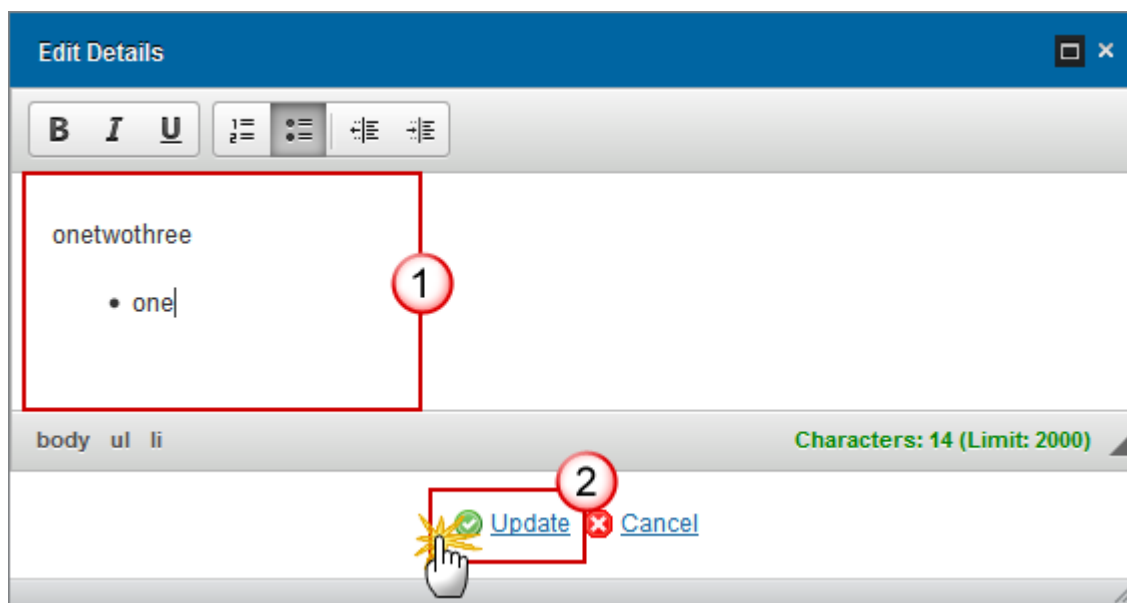 Edit Details
B I U
onetwothree
• one
1
body ul li Characters: 14 (Limit: 2000)
2
Update Cancel